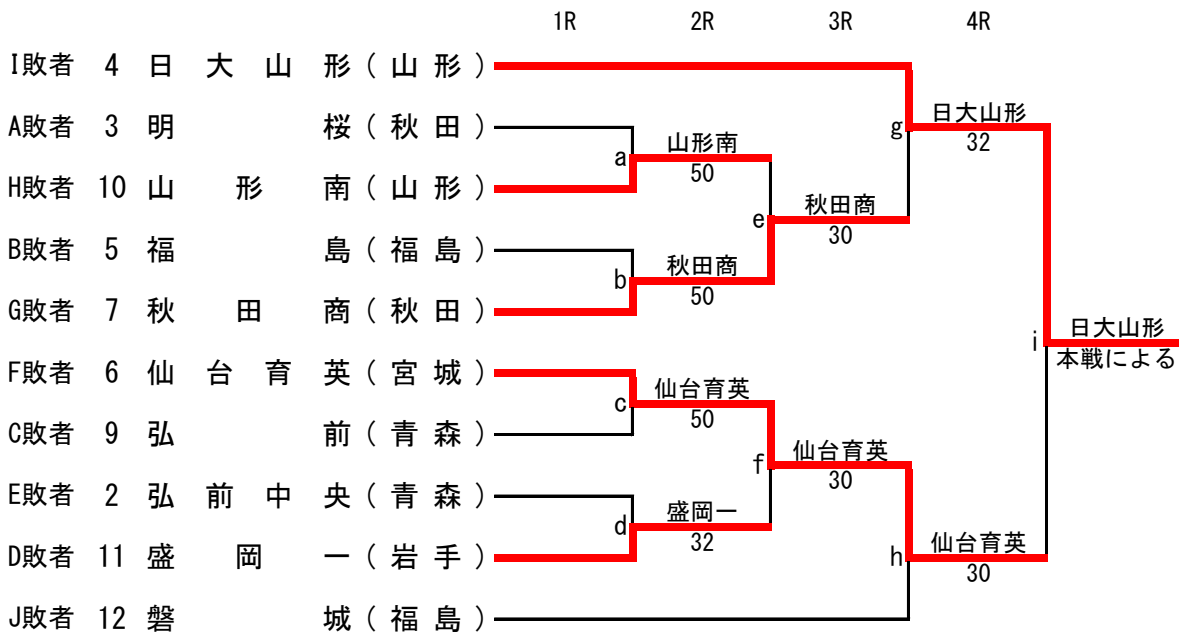 1R 2R 3R 4R
I敗者 4 日大山形(山形)
日大山形
A敗者 3 明桜(秋田)
g
32
山形南
a
50
H敗者 10 山形南(山形)
秋田商
e
30
B敗者 5 福島(福島)
秋田商
b
50
G敗者 7 秋田商(秋田)
日大山形
i
本戦による
F敗者 6 仙台育英(宮城)
仙台育英
c
50
C敗者 9 弘前(青森)
仙台育英
f
30
E敗者 2 弘前中央(青森)
盛岡一
d
32
D敗者 11 盛岡一(岩手)
仙台育英
h
30
J敗者 12 磐城(福島)